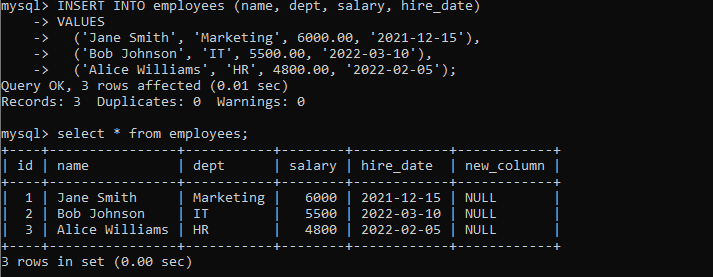 mysql> INSERT INTO employees (name, dept, salary, hire_date)
    -> VALUES
    ->   ('Jane Smith', 'Marketing', 6000.00, '2021-12-15'),
    ->   ('Bob Johnson', 'IT', 5500.00, '2022-03-10'),
    ->   ('Alice Williams', 'HR', 4800.00, '2022-02-05');
Query OK, 3 rows affected (0.01 sec)
Records: 3  Duplicates: 0  Warnings: 0

mysql> select * from employees;
+----+----------------+-----------+--------+------------+------------+
| id | name           | dept      | salary | hire_date  | new_column |
+----+----------------+-----------+--------+------------+------------+
|  1 | Jane Smith     | Marketing |   6000 | 2021-12-15 | NULL       |
|  2 | Bob Johnson    | IT        |   5500 | 2022-03-10 | NULL       |
|  3 | Alice Williams | HR        |   4800 | 2022-02-05 | NULL       |
+----+----------------+-----------+--------+------------+------------+
3 rows in set (0.00 sec)